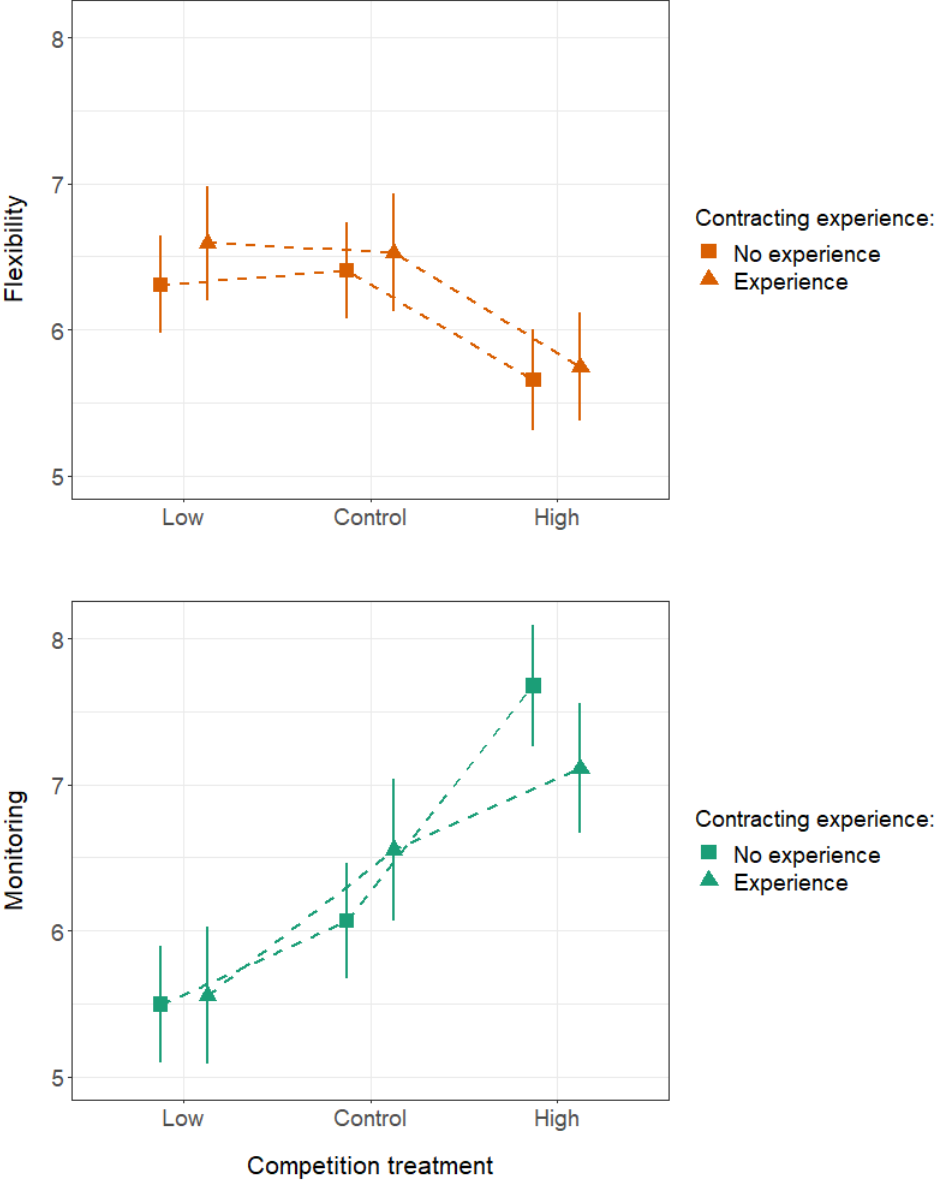 8
7
6
5
Flexibility
Low Control High
Contracting experience:
No experience
Experience
8
7
6
5
Monitoring
Low Control High
Competition treatment
Contracting experience:
No experience
Experience